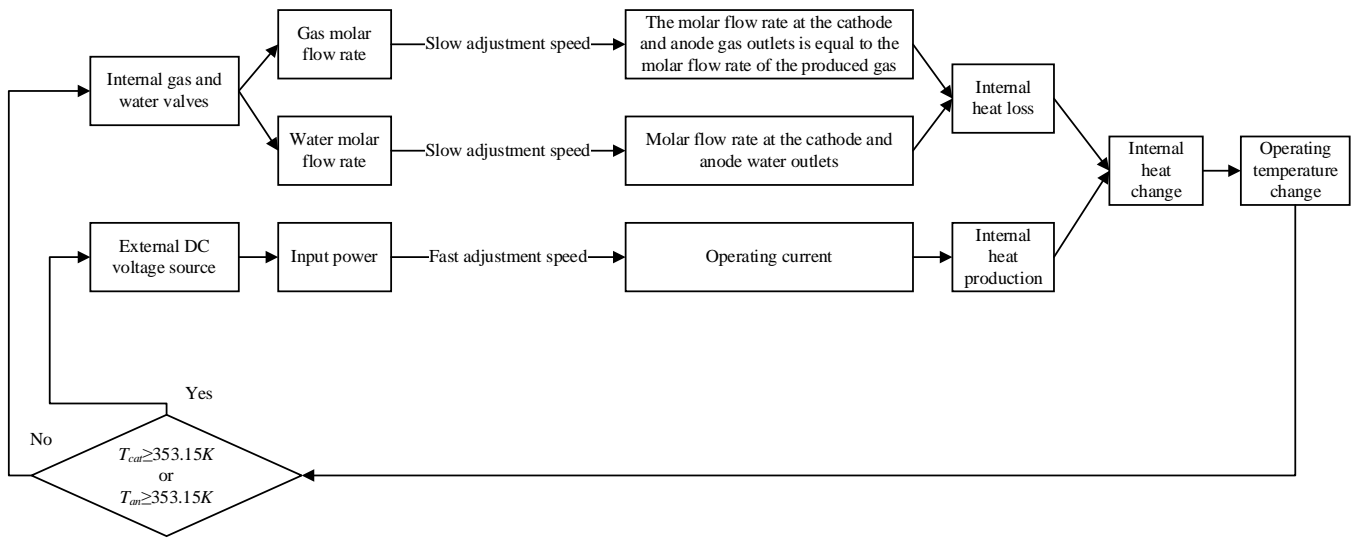 Gas molar
flow rate
Slow adjustment speed
The molar flow rate at the cathode
and anode gas outlets is equal to the
molar flow rate of the produced gas
Internal gas and
water valves
Internal
heat loss
Water molar
flow rate
Slow adjustment speed
Molar flow rate at the cathode and
anode water outlets
Internal
heat
change
Operating
temperature
change
External DC
voltage source
Input power
Fast adjustment speed
Operating current
Internal
heat
production
Yes
No
T_cat≥353.15K
or
T_an≥353.15K